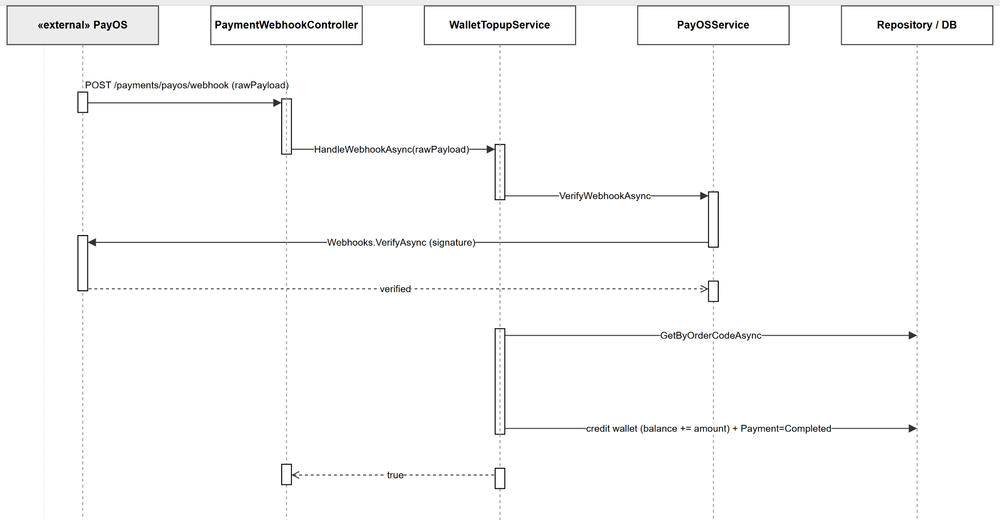 «external» PayOS
PaymentWebhookController
WalletTopupService
PayOSService
Repository / DB
POST /payments/payos/webhook (rawPayload)
HandleWebhookAsync(rawPayload)
VerifyWebhookAsync
Webhooks.VerifyAsync (signature)
verified
GetByOrderCodeAsync
credit wallet (balance += amount) + Payment=Completed
true